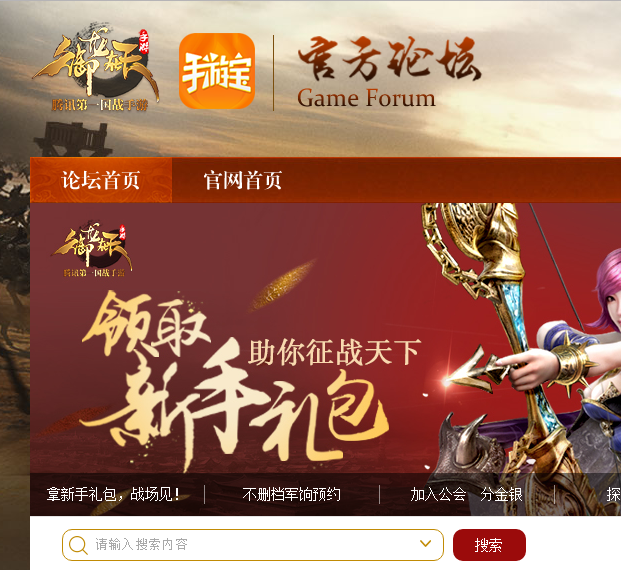 御龙在天
手游
腾讯第一国战手游
手游宝
官方论坛
Game Forum
论坛首页
官网首页
御龙在天
手游
腾讯第一国战手游
领取
新手礼包
助你征战天下
拿新手礼包，战场见！
不删档军饷预约
加入公会 分金银
探
请输入搜索内容
搜索